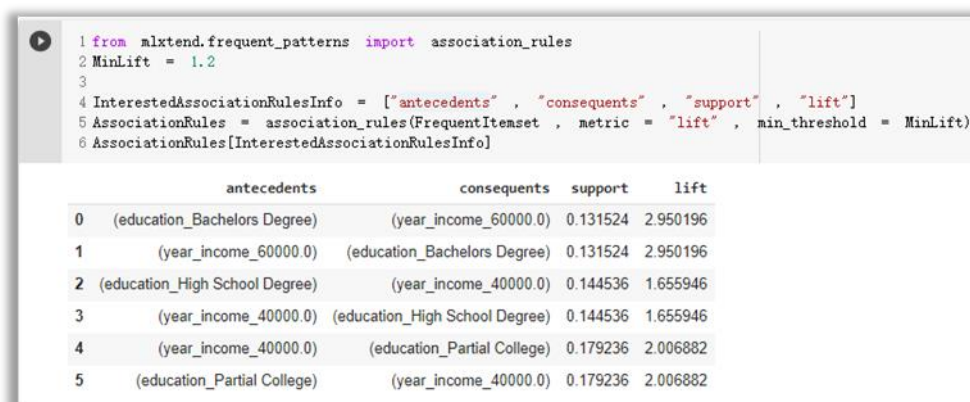 1 from mlxtend.frequent_patterns import association_rules
2 MinLift = 1.2
3
4 InterestedAssociationRulesInfo = ["antecedents" , "consequents" , "support" , "lift"]
5 AssociationRules = association_rules(FrequentItemset , metric = "lift" , min_threshold = MinLift)
6 AssociationRules[InterestedAssociationRulesInfo]
antecedents consequents support lift
0 (education_Bachelors Degree) (year_income_60000.0) 0.131524 2.950196
1 (year_income_60000.0) (education_Bachelors Degree) 0.131524 2.950196
2 (education_High School Degree) (year_income_40000.0) 0.144536 1.655946
3 (year_income_40000.0) (education_High School Degree) 0.144536 1.655946
4 (year_income_40000.0) (education_Partial College) 0.179236 2.006882
5 (education_Partial College) (year_income_40000.0) 0.179236 2.006882